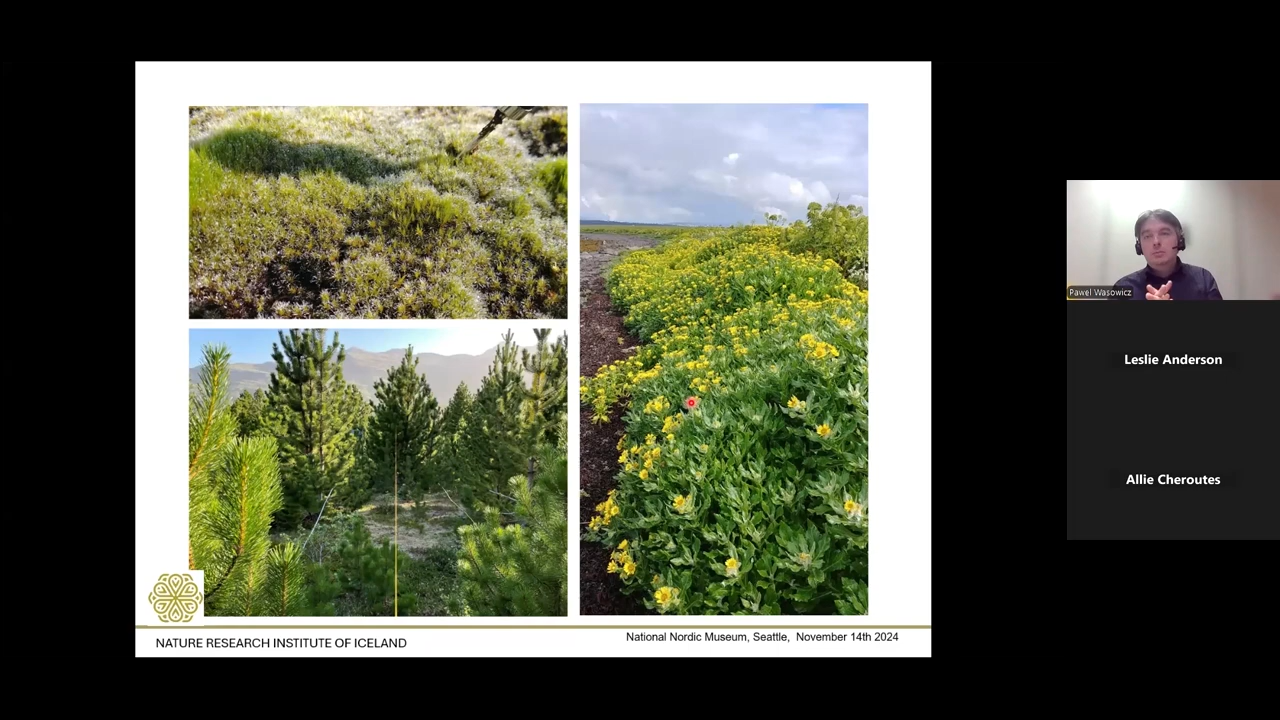 NATURE RESEARCH INSTITUTE OF ICELAND
National Nordic Museum, Seattle, November 14th 2024
Pawel Wasowicz
Leslie Anderson
Allie Cheroutes